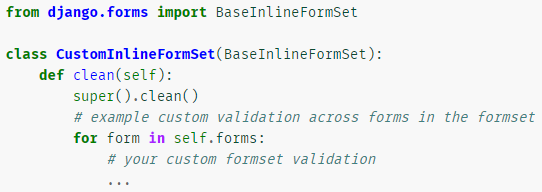 from django.forms import BaseInlineFormSet

class CustomInlineFormSet(BaseInlineFormSet):
    def clean(self):
        super().clean()
        # example custom validation across forms in the formset
        for form in self.forms:
            # your custom formset validation
            ...